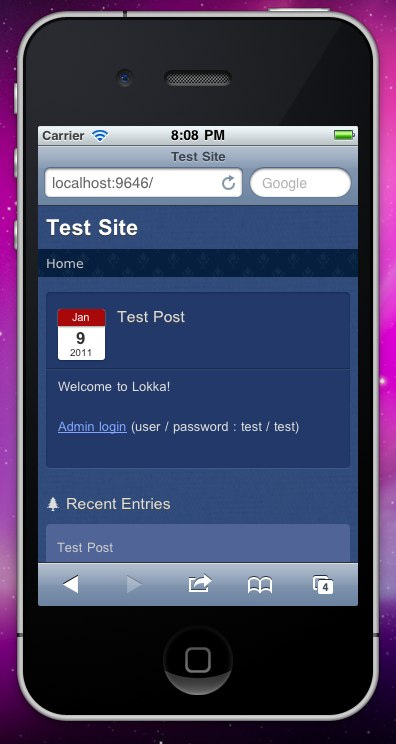 Carrier 8:08 PM
Test Site
localhost:9646/ Google
Test Site
Home
Jan
9
2011
Test Post
Welcome to Lokka!
Admin login (user / password : test / test)
Recent Entries
Test Post
4